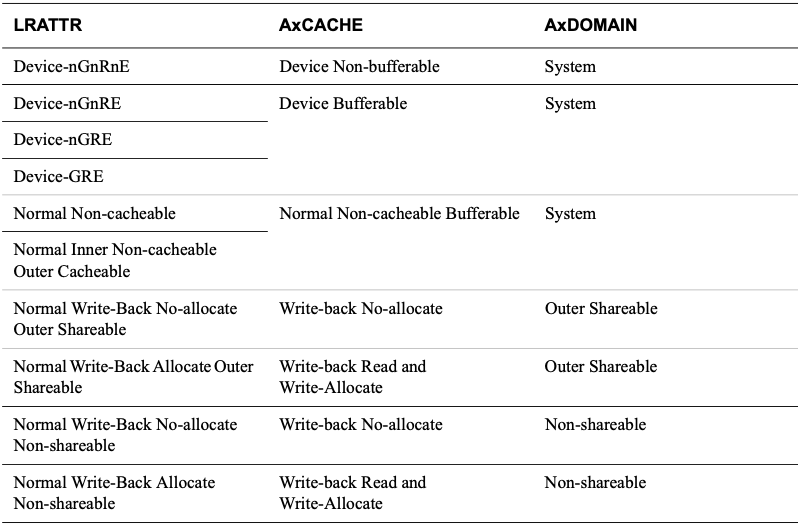 LRATTR AxCACHE AxDOMAIN
Device-nGnRnE Device Non-bufferable System
Device-nGnRE Device Bufferable System
Device-nGRE
Device-GRE
Normal Non-cacheable Normal Non-cacheable Bufferable System
Normal Inner Non-cacheable
Outer Cacheable
Normal Write-Back No-allocate Write-back No-allocate Outer Shareable
Outer Shareable
Normal Write-Back Allocate Outer Write-back Read and Outer Shareable
Shareable Write-Allocate
Normal Write-Back No-allocate Write-back No-allocate Non-shareable
Non-shareable
Normal Write-Back Allocate Write-back Read and Non-shareable
Non-shareable Write-Allocate